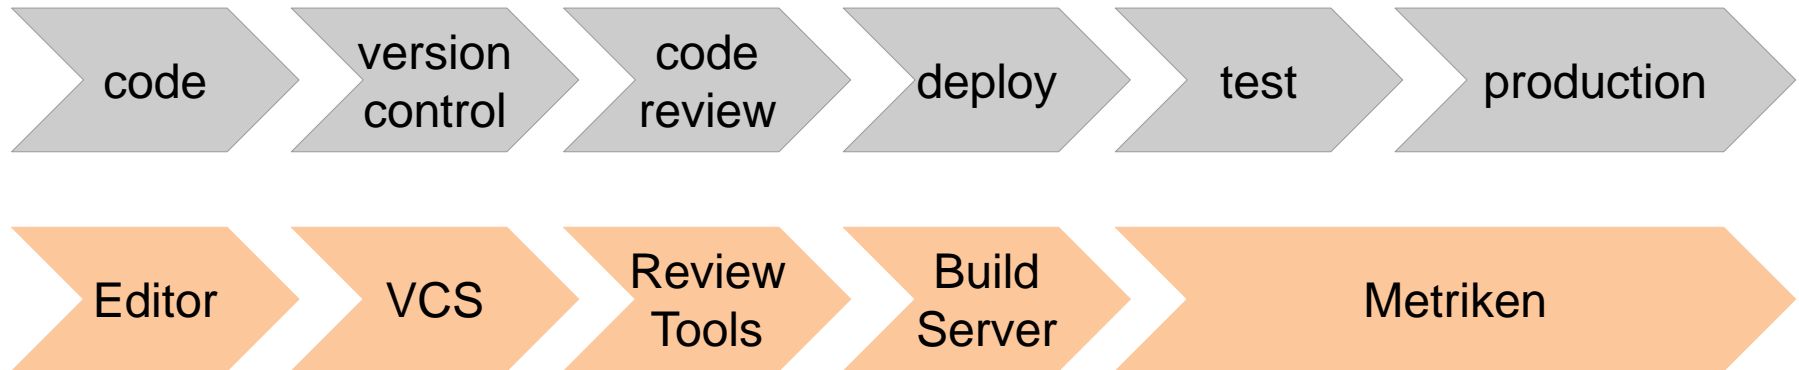 code
version
control
code
review
deploy
test
production
Editor
VCS
Review
Tools
Build
Server
Metriken